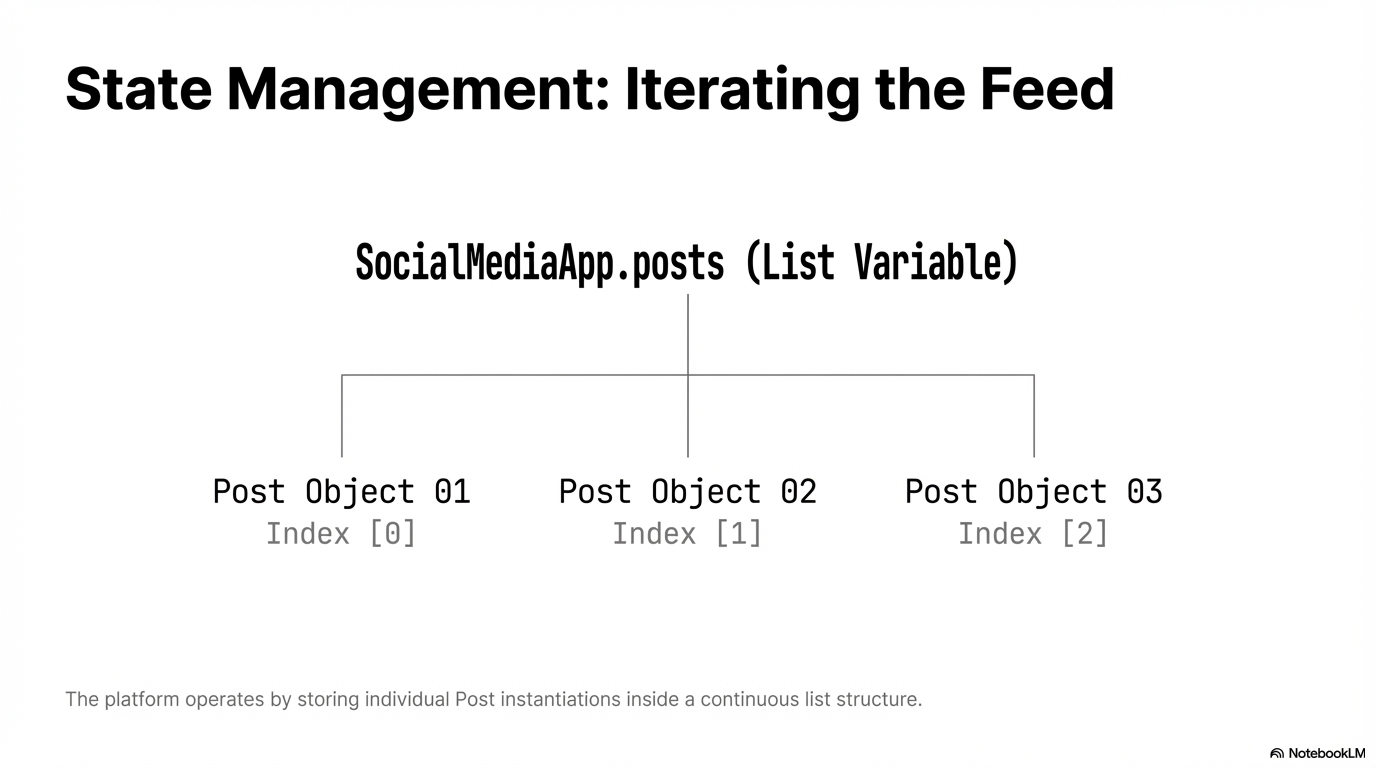 State Management: Iterating the Feed
SocialMediaApp.posts (List Variable)
Post Object 01
Index [0]
Post Object 02
Index [1]
Post Object 03
Index [2]
The platform operates by storing individual Post instantiations inside a continuous list structure.
NotebookLM